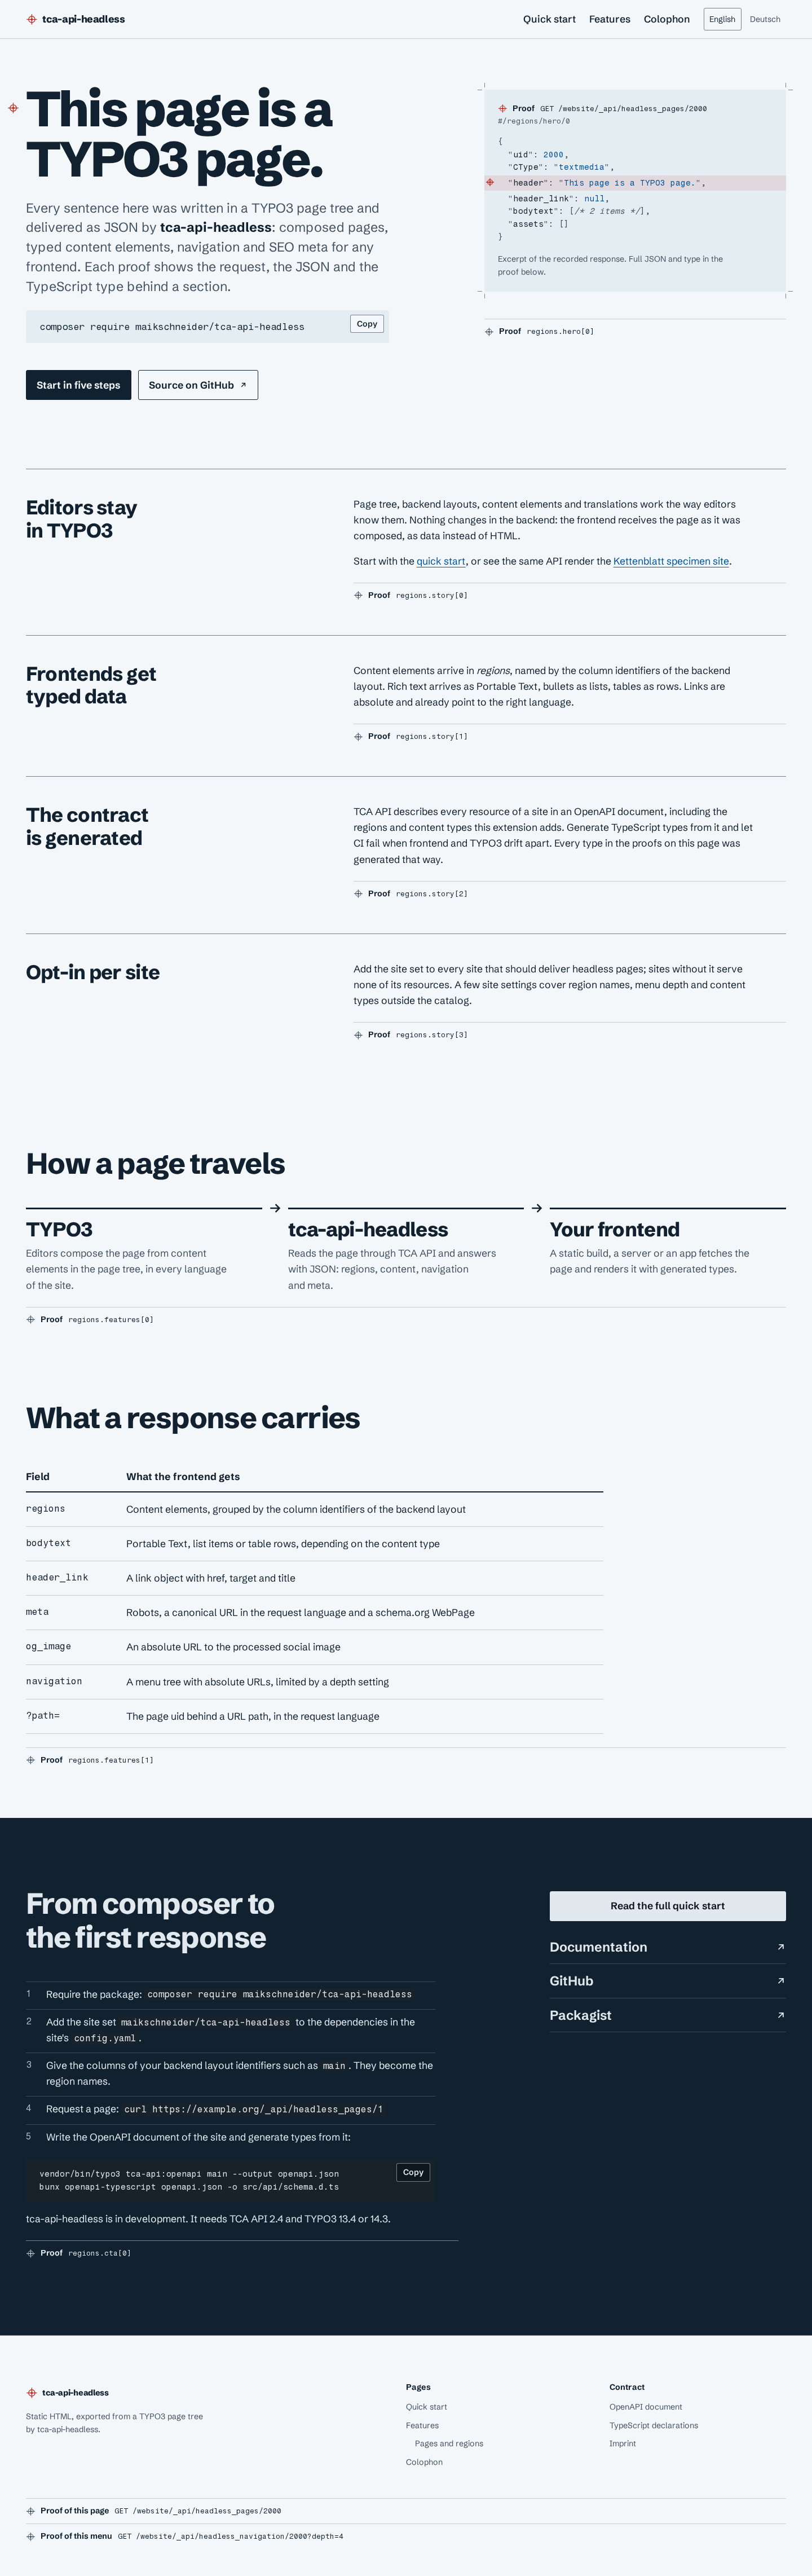 tca-api-headless
Quick start Features Colophon English Deutsch
This page is a
TYPO3 page.
Every sentence here was written in a TYPO3 page tree and
delivered as JSON by tca-api-headless: composed pages,
typed content elements, navigation and SEO meta for any
frontend. Each proof shows the request, the JSON and the
TypeScript type behind a section.
composer require maikschneider/tca-api-headless
Copy
Start in five steps
Source on GitHub ↗
Proof GET /website/_api/headless_pages/2000
#/regions/hero/0
{
"uid": 2000,
"CType": "textmedia",
"header": "This page is a TYPO3 page.",
"header_link": null,
"bodytext": [/* 2 items */],
"assets": []
}
Excerpt of the recorded response. Full JSON and type in the
proof below.
Proof regions.hero[0]
Editors stay
in TYPO3
Page tree, backend layouts, content elements and translations work the way editors
know them. Nothing changes in the backend: the frontend receives the page as it was
composed, as data instead of HTML.
Start with the quick start, or see the same API render the Kettenblatt specimen site.
Proof regions.story[0]
Frontends get
typed data
Content elements arrive in regions, named by the column identifiers of the backend
layout. Rich text arrives as Portable Text, bullets as lists, tables as rows. Links are
absolute and already point to the right language.
Proof regions.story[1]
The contract
is generated
TCA API describes every resource of a site in an OpenAPI document, including the
regions and content types this extension adds. Generate TypeScript types from it and let
CI fail when frontend and TYPO3 drift apart. Every type in the proofs on this page was
generated that way.
Proof regions.story[2]
Opt-in per site
Add the site set to every site that should deliver headless pages; sites without it serve
none of its resources. A few site settings cover region names, menu depth and content
types outside the catalog.
Proof regions.story[3]
How a page travels
TYPO3
Editors compose the page from content
elements in the page tree, in every language
of the site.
→
tca-api-headless
Reads the page through TCA API and answers
with JSON: regions, content, navigation
and meta.
→
Your frontend
A static build, a server or an app fetches the
page and renders it with generated types.
Proof regions.features[0]
What a response carries
Field What the frontend gets
regions Content elements, grouped by the column identifiers of the backend layout
bodytext Portable Text, list items or table rows, depending on the content type
header_link A link object with href, target and title
meta Robots, a canonical URL in the request language and a schema.org WebPage
og_image An absolute URL to the processed social image
navigation A menu tree with absolute URLs, limited by a depth setting
?path= The page uid behind a URL path, in the request language
Proof regions.features[1]
From composer to
the first response
1 Require the package: composer require maikschneider/tca-api-headless
2 Add the site set maikschneider/tca-api-headless to the dependencies in the
site's config.yaml.
3 Give the columns of your backend layout identifiers such as main. They become the
region names.
4 Request a page: curl https://example.org/_api/headless_pages/1
5 Write the OpenAPI document of the site and generate types from it:
vendor/bin/typo3 tca-api:openapi main --output openapi.json
bunx openapi-typescript openapi.json -o src/api/schema.d.ts
Copy
tca-api-headless is in development. It needs TCA API 2.4 and TYPO3 13.4 or 14.3.
Proof regions.cta[0]
Read the full quick start
Documentation ↗
GitHub ↗
Packagist ↗
tca-api-headless
Static HTML, exported from a TYPO3 page tree
by tca-api-headless.
Pages
Quick start
Features
Pages and regions
Colophon
Contract
OpenAPI document
TypeScript declarations
Imprint
Proof of this page GET /website/_api/headless_pages/2000
Proof of this menu GET /website/_api/headless_navigation/2000?depth=4